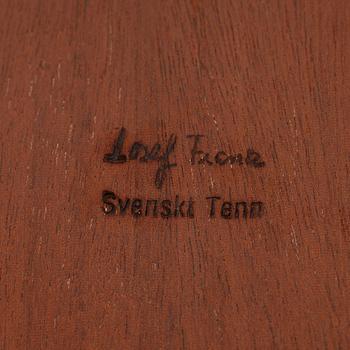 Josef Frank
Svenskt Tenn